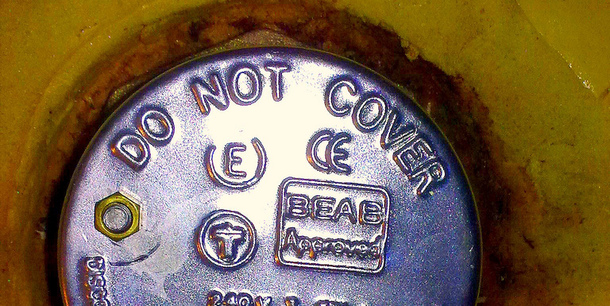 DO NOT COVER
E CE
BEAB
T Approved